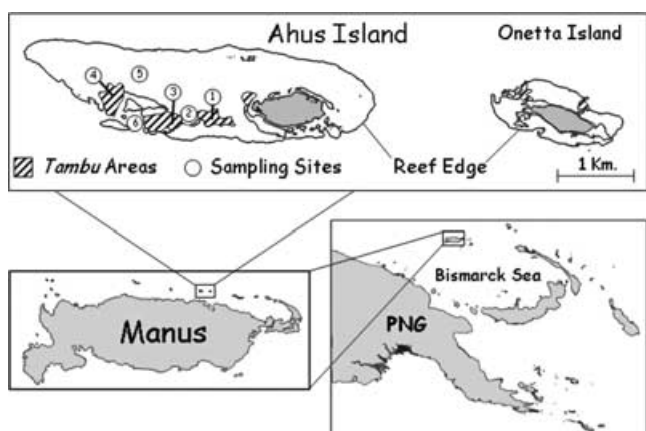 Ahus Island
Onetta Island
5
4
3
1
2
6
Tambu Areas
Sampling Sites
Reef Edge
1 Km.
Manus
Bismarck Sea
PNG